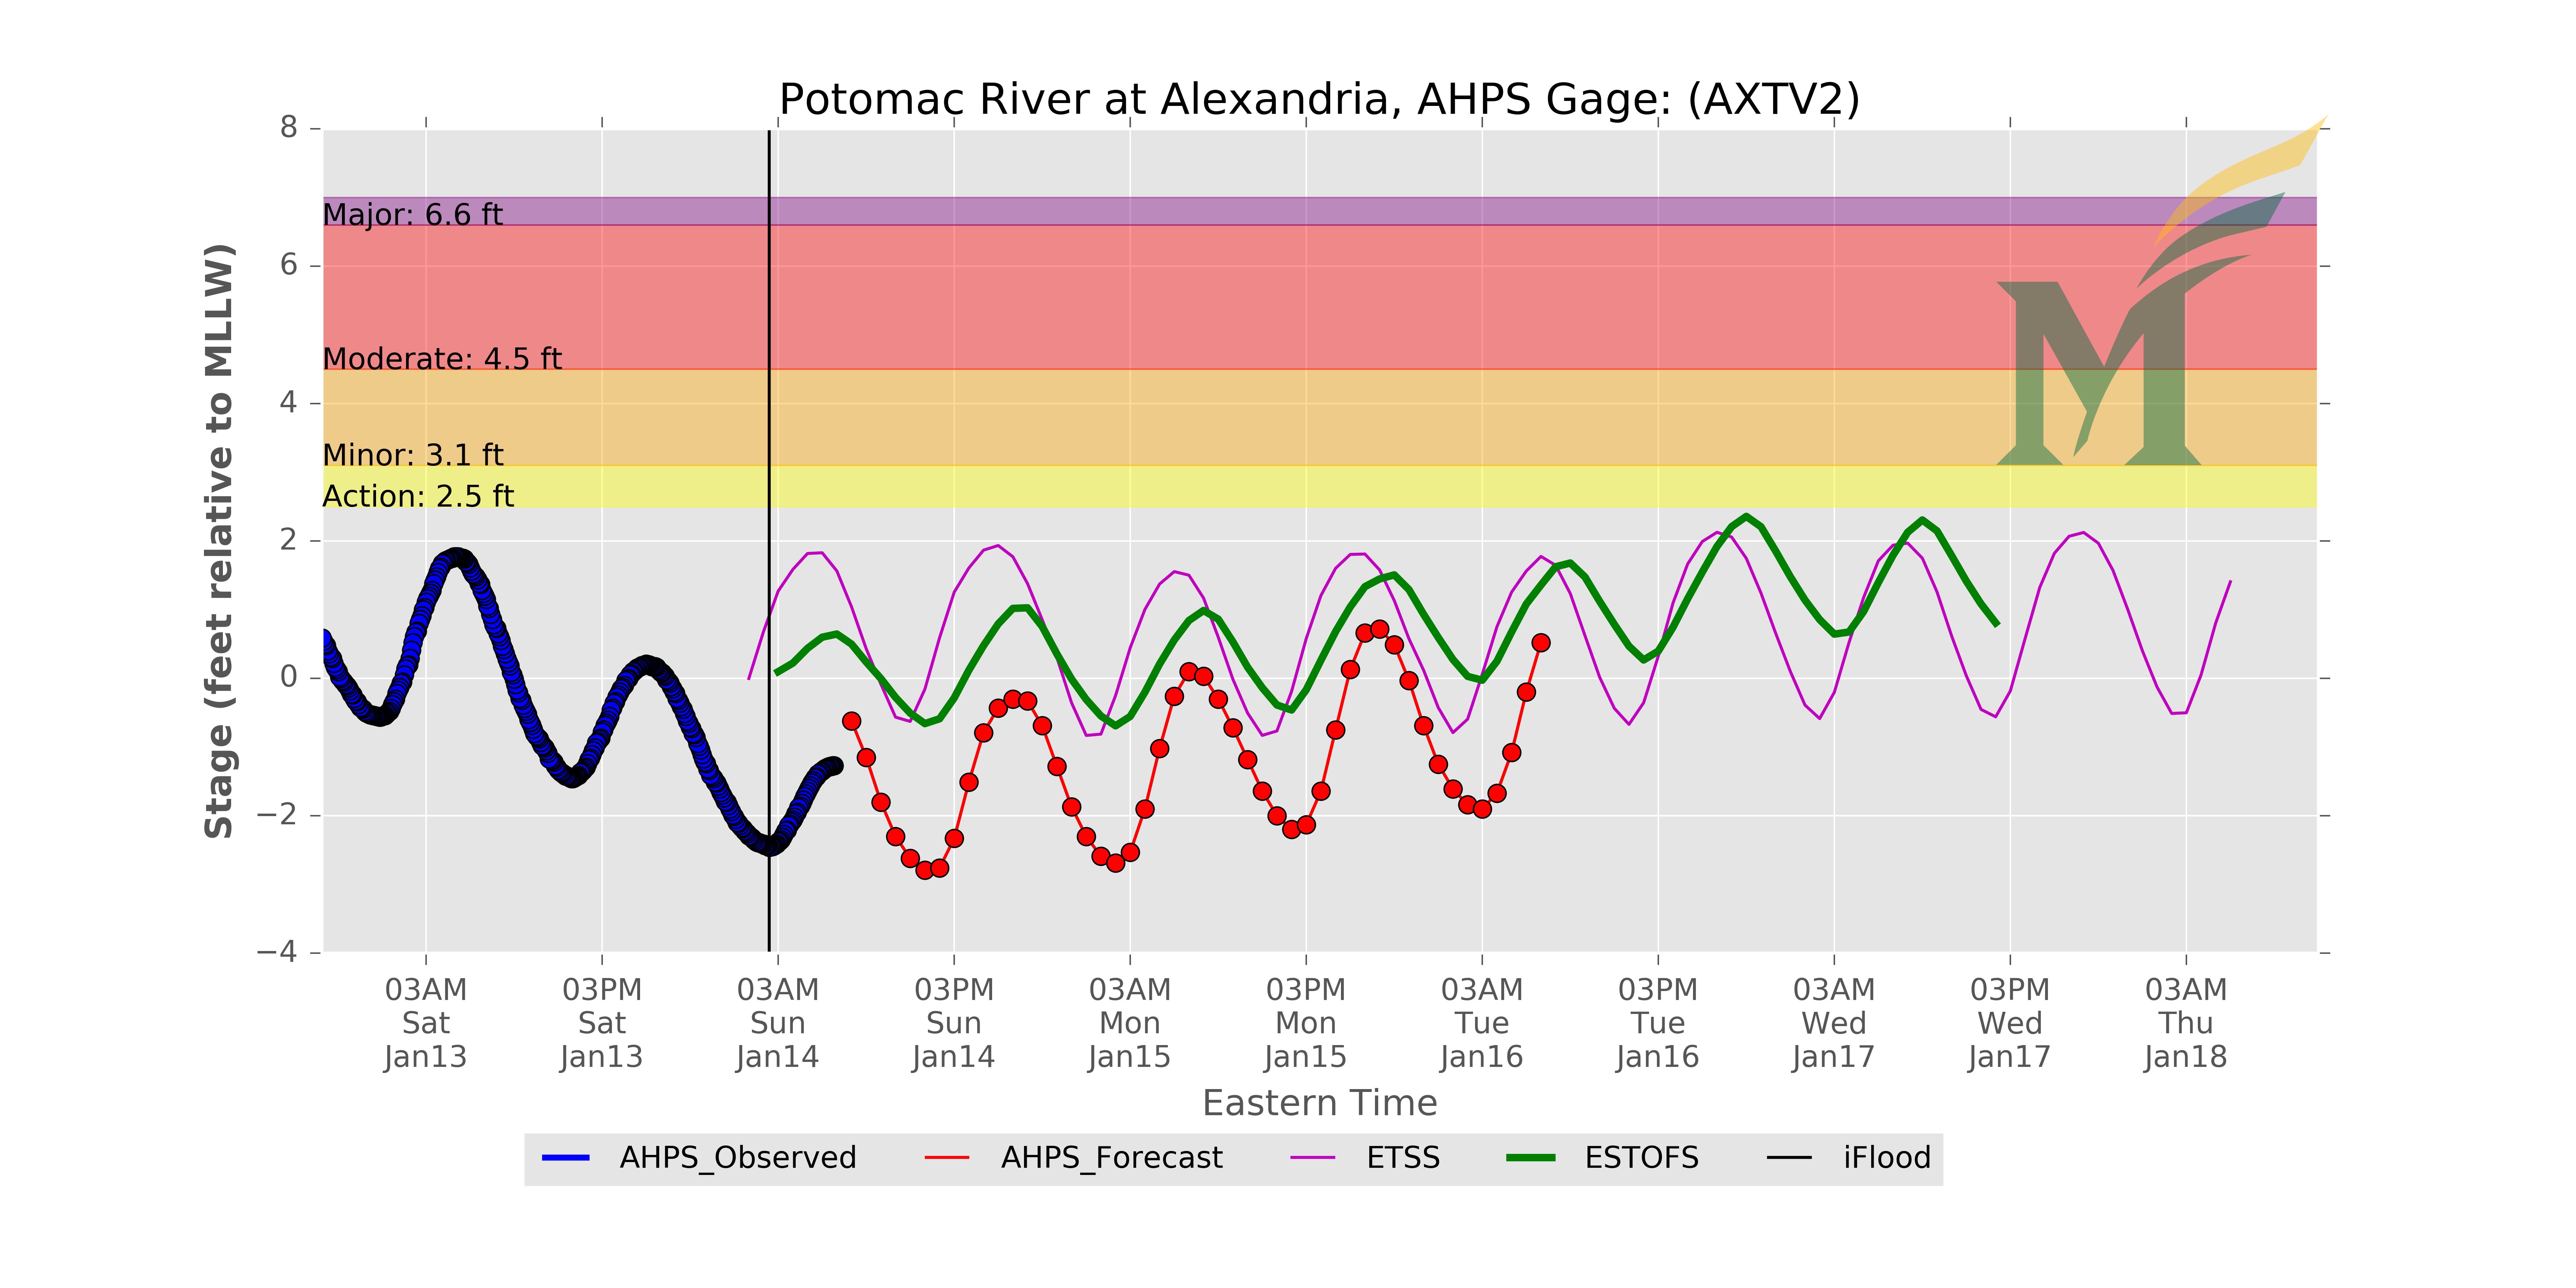 Potomac River at Alexandria, AHPS Gage: (AXTV2)
Stage (feet relative to MLLW)
8
6
4
2
0
−2
−4
Major: 6.6 ft
Moderate: 4.5 ft
Minor: 3.1 ft
Action: 2.5 ft
M
03AM 03PM 03AM 03PM 03AM 03PM 03AM 03PM 03AM 03PM 03AM
Sat Sat Sun Sun Mon Mon Tue Tue Wed Wed Thu
Jan13 Jan13 Jan14 Jan14 Jan15 Jan15 Jan16 Jan16 Jan17 Jan17 Jan18
Eastern Time
AHPS_Observed AHPS_Forecast ETSS ESTOFS iFlood